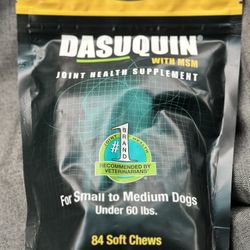 DASUQUIN®
WITH MSM
JOINT HEALTH SUPPLEMENT
#1
BRAND
RECOMMENDED BY
VETERINARIANS
For Small to Medium Dogs
Under 60 lbs.
84 Soft Chews